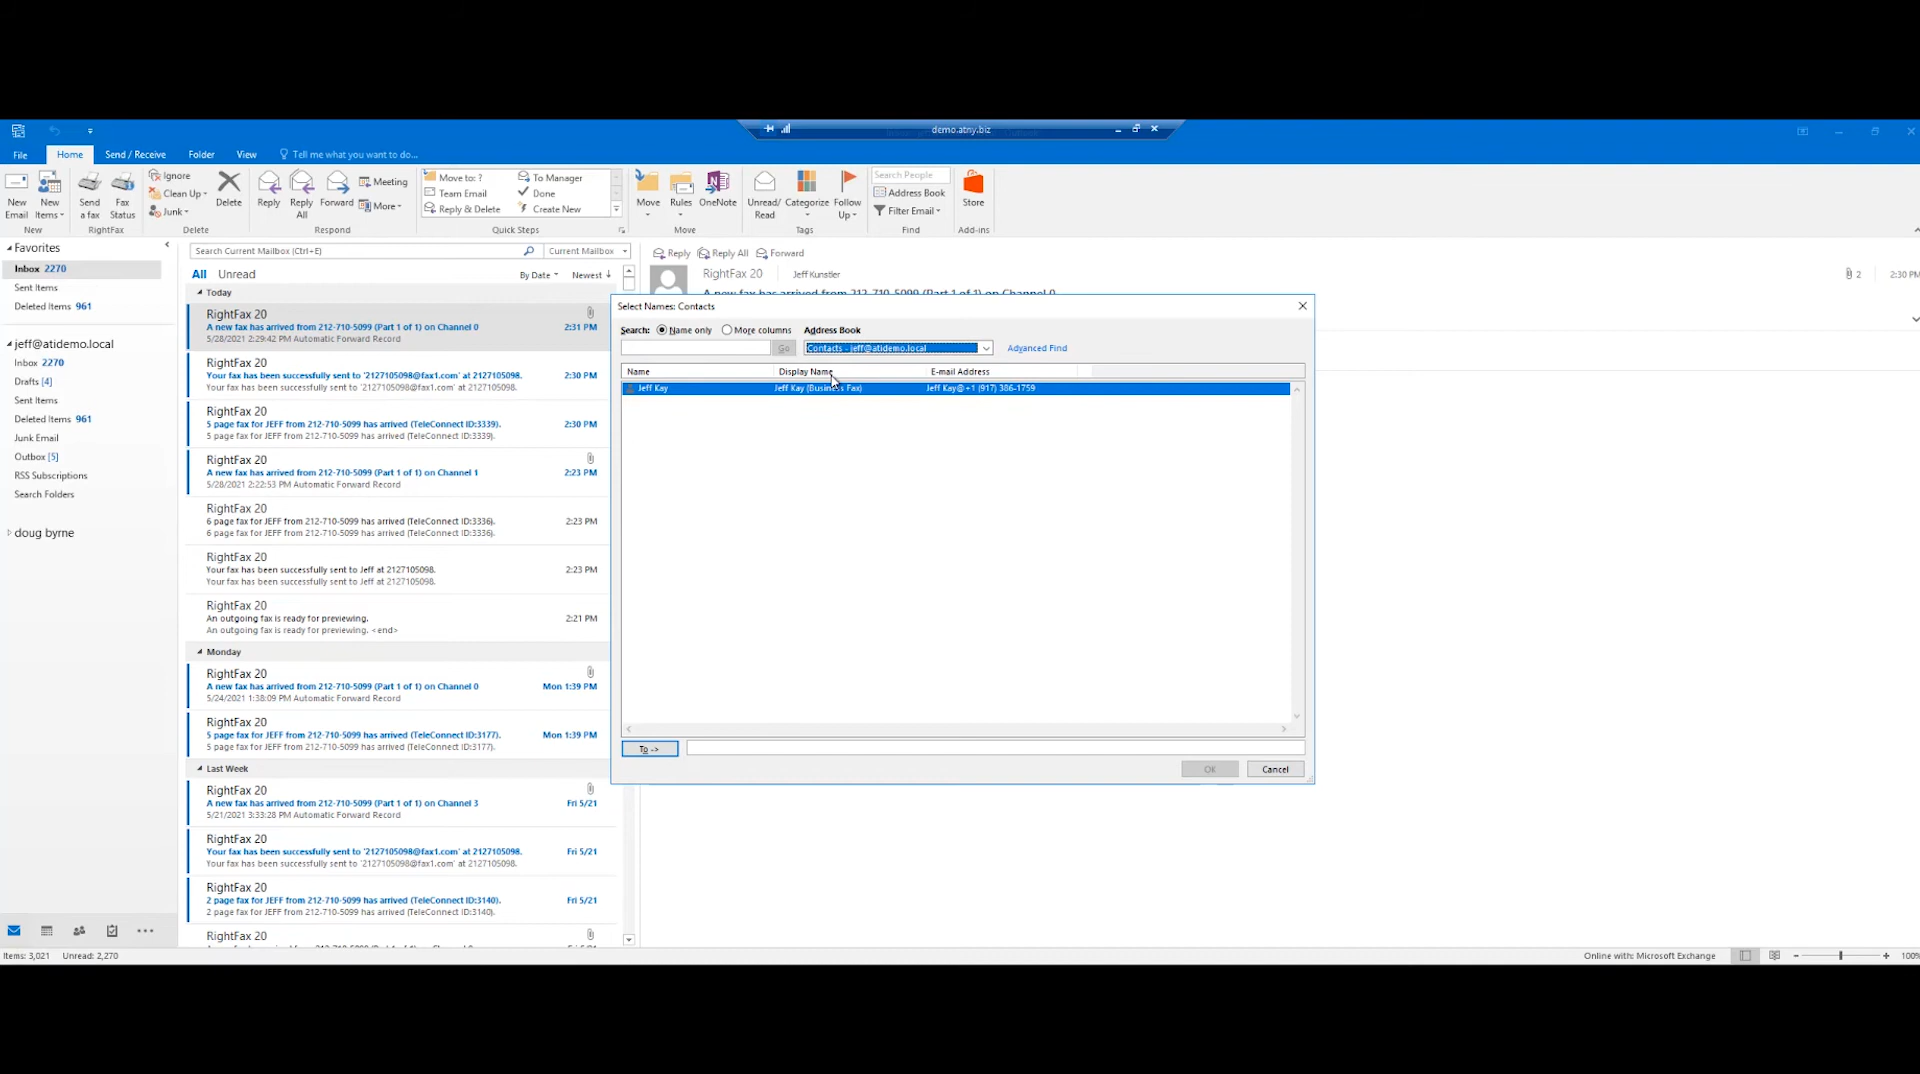 demo.atny.biz
File Home Send / Receive Folder View Tell me what you want to do...
New Email New Items Send a fax Fax Status Ignore Clean Up Junk Delete Reply Reply All Forward Meeting More
Move to: ? To Manager
Team Email Done
Reply & Delete Create New
Move Rules OneNote Unread/ Read Categorize Follow Up
Search People
Address Book
Filter Email
Store
New RightFax Delete Respond Quick Steps Move Tags Find Add-ins
Favorites
Inbox 2270
Sent Items
Deleted Items 961
jeff@atidemo.local
Inbox 2270
Drafts [4]
Sent Items
Deleted Items 961
Junk Email
Outbox [5]
RSS Subscriptions
Search Folders
doug byrne
Search Current Mailbox (Ctrl+E) Current Mailbox
All Unread By Date Newest
Today
RightFax 20
A new fax has arrived from 212-710-5099 (Part 1 of 1) on Channel 0 2:31 PM
5/28/2021 2:29:42 PM Automatic Forward Record
RightFax 20
Your fax has been successfully sent to '2127105098@fax1.com' at 2127105098. 2:30 PM
Your fax has been successfully sent to '2127105098@fax1.com' at 2127105098.
RightFax 20
5 page fax for JEFF from 212-710-5099 has arrived (TeleConnect ID:3339). 2:30 PM
5 page fax for JEFF from 212-710-5099 has arrived (TeleConnect ID:3339).
RightFax 20
A new fax has arrived from 212-710-5099 (Part 1 of 1) on Channel 1 2:23 PM
5/28/2021 2:22:53 PM Automatic Forward Record
RightFax 20
6 page fax for JEFF from 212-710-5099 has arrived (TeleConnect ID:3336). 2:23 PM
6 page fax for JEFF from 212-710-5099 has arrived (TeleConnect ID:3336).
RightFax 20
Your fax has been successfully sent to Jeff at 2127105098. 2:23 PM
Your fax has been successfully sent to Jeff at 2127105098.
RightFax 20
An outgoing fax is ready for previewing. 2:21 PM
An outgoing fax is ready for previewing. <end>
Monday
RightFax 20
A new fax has arrived from 212-710-5099 (Part 1 of 1) on Channel 0 Mon 1:39 PM
5/24/2021 1:38:09 PM Automatic Forward Record
RightFax 20
5 page fax for JEFF from 212-710-5099 has arrived (TeleConnect ID:3177). Mon 1:39 PM
5 page fax for JEFF from 212-710-5099 has arrived (TeleConnect ID:3177).
Last Week
RightFax 20
A new fax has arrived from 212-710-5099 (Part 1 of 1) on Channel 3 Fri 5/21
5/21/2021 3:33:28 PM Automatic Forward Record
RightFax 20
Your fax has been successfully sent to '2127105098@fax1.com' at 2127105098. Fri 5/21
Your fax has been successfully sent to '2127105098@fax1.com' at 2127105098.
RightFax 20
2 page fax for JEFF from 212-710-5099 has arrived (TeleConnect ID:3140). Fri 5/21
2 page fax for JEFF from 212-710-5099 has arrived (TeleConnect ID:3140).
RightFax 20
Reply Reply All Forward
RightFax 20 Jeff Kunstler 2 2:30 PM
A new fax has arrived from 212-710-5099 (Part 1 of 1) on Channel 0
Select Names: Contacts
Search: Name only More columns Address Book
Go Contacts - jeff@atidemo.local Advanced Find
Name Display Name E-mail Address
Jeff Kay Jeff Kay (Business Fax) Jeff Kay@+1 (917) 386-1759
To ->
OK Cancel
Items: 3,021 Unread: 2,270 Online with: Microsoft Exchange 100%